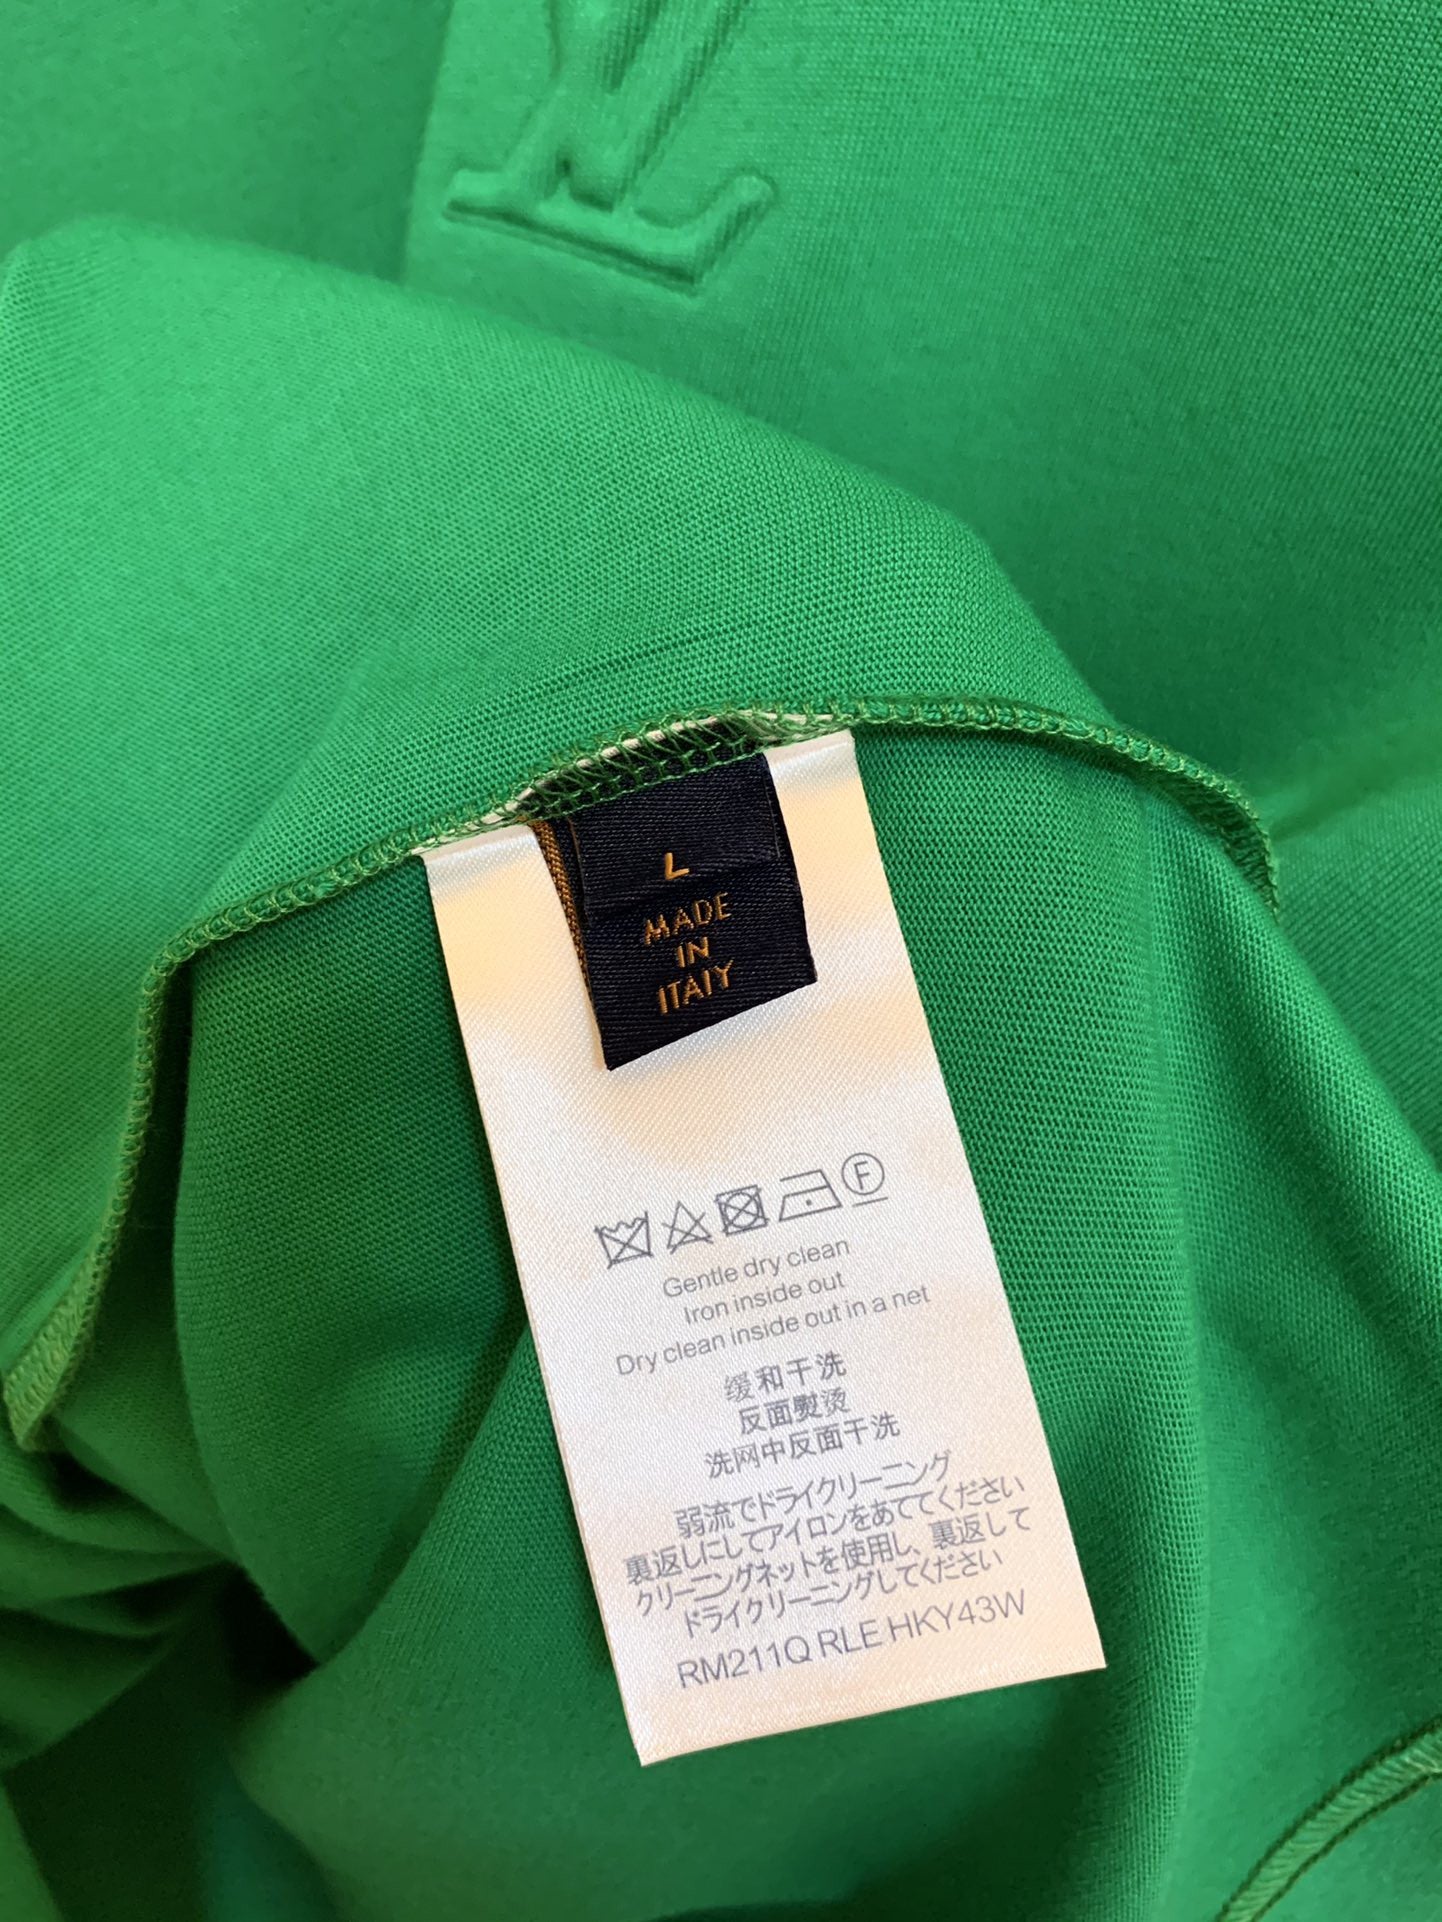 L
MADE
IN
ITALY
F
Gentle dry clean
Iron inside out
Dry clean inside out in a net
缓和干洗
反面熨烫
洗网中反面干洗
弱流でドライクリーニング
裏返しにしてアイロンをあててください
クリーニングネットを使用し、裏返して
ドライクリーニングしてください
RM211Q RLE HKY43W